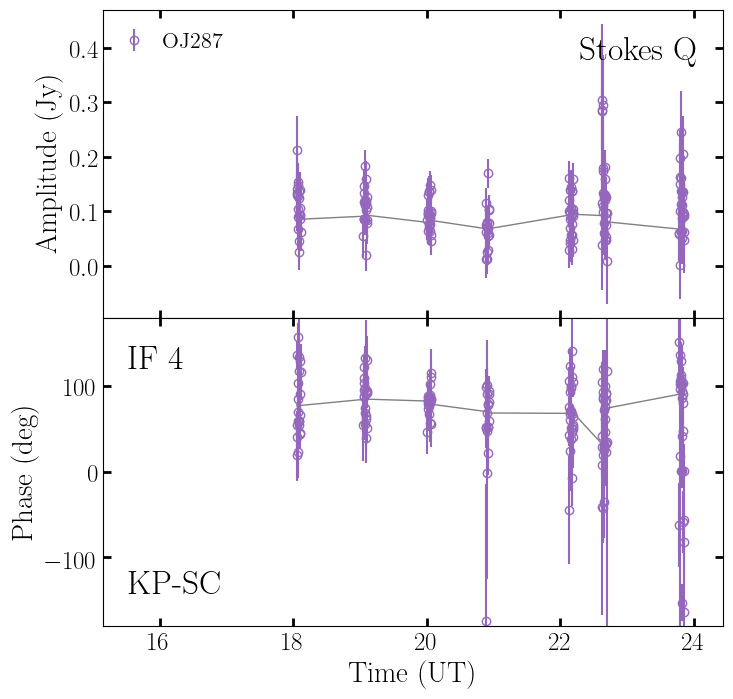 OJ287
Stokes Q
Amplitude (Jy)
0.4
0.3
0.2
0.1
0.0
IF 4
KP-SC
Phase (deg)
100
0
−100
16 18 20 22 24
Time (UT)